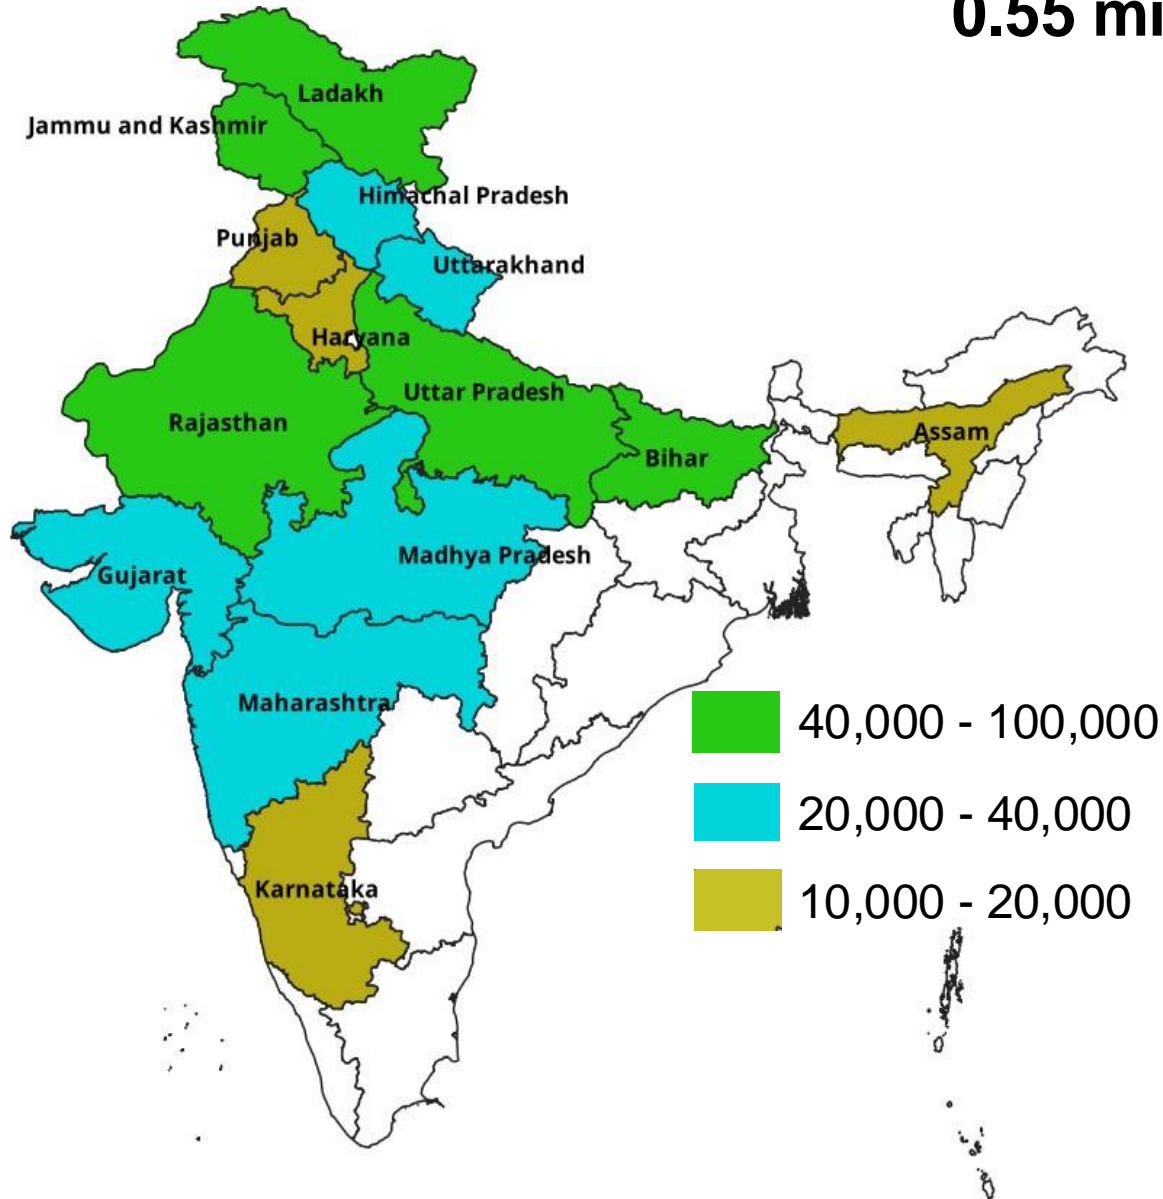 0.55 mi
Ladakh
Jammu and Kashmir
Himachal Pradesh
Punjab
Uttarakhand
Haryana
Uttar Pradesh
Rajasthan
Assam
Bihar
Madhya Pradesh
Gujarat
Maharashtra
40,000 - 100,000
20,000 - 40,000
Karnataka
10,000 - 20,000